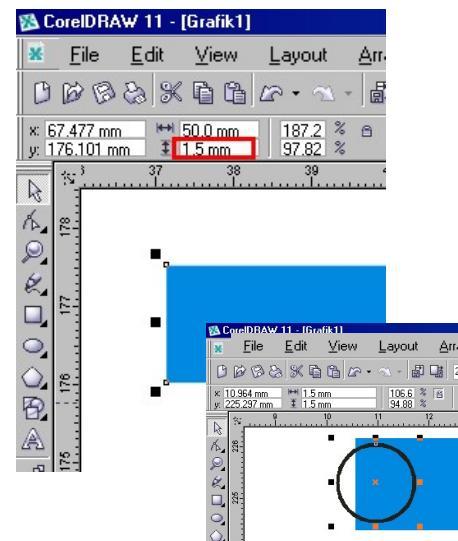 CorelDRAW 11 - [Grafik1]
File Edit View Layout Arr
x: 67.477 mm 50.0 mm 187.2 %
y: 176.101 mm 1.5 mm 97.82 %
37 38 39
178
177
176
175
CorelDRAW 11 - [Grafik1]
File Edit View Layout Arr
x: 10.964 mm 1.5 mm 106.6 %
y: 225.297 mm 1.5 mm 94.88 %
9 10 11 12
226
225